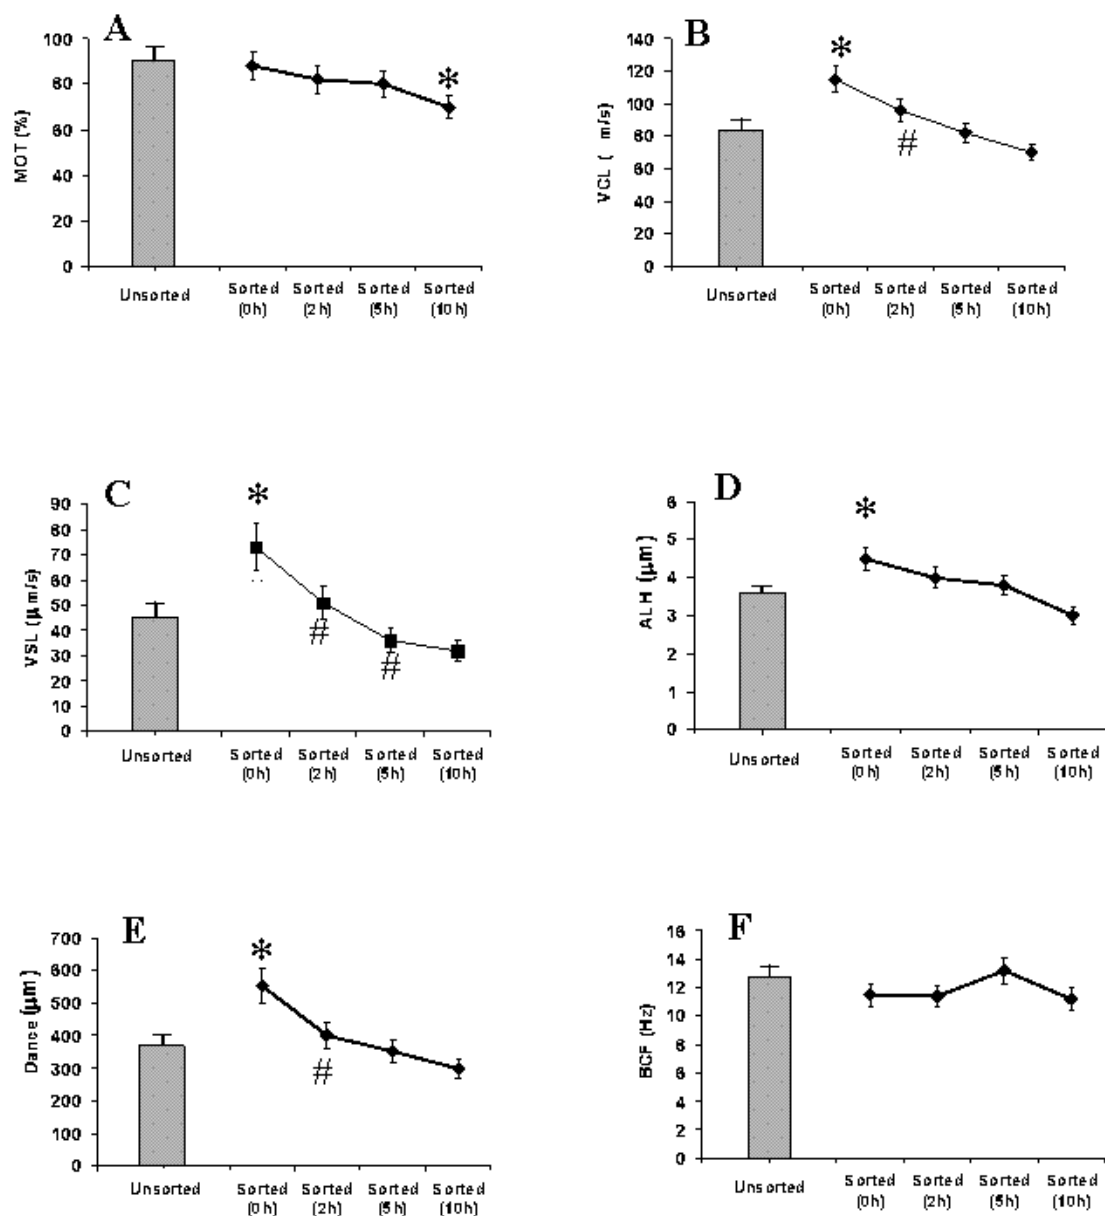 A
100
80
60
40
20
0
MOT (%)
*
Unsorted
Sorted Sorted Sorted Sorted
(0h) (2h) (5h) (10h)
B
140
120
100
80
60
40
20
0
VCL ( m/s)
*
#
Unsorted
Sorted Sorted Sorted Sorted
(0h) (2h) (5h) (10h)
C
90
80
70
60
50
40
30
20
10
0
VSL (µm/s)
*
#
#
Unsorted
Sorted Sorted Sorted Sorted
(0h) (2h) (5h) (10h)
D
6
5
4
3
2
1
0
ALH (µm)
*
Unsorted
Sorted Sorted Sorted Sorted
(0h) (2h) (5h) (10h)
E
700
600
500
400
300
200
100
0
Dance (µm)
*
#
Unsorted
Sorted Sorted Sorted Sorted
(0h) (2h) (5h) (10h)
F
16
14
12
10
8
6
4
2
0
BCF (Hz)
Unsorted
Sorted Sorted Sorted Sorted
(0h) (2h) (5h) (10h)